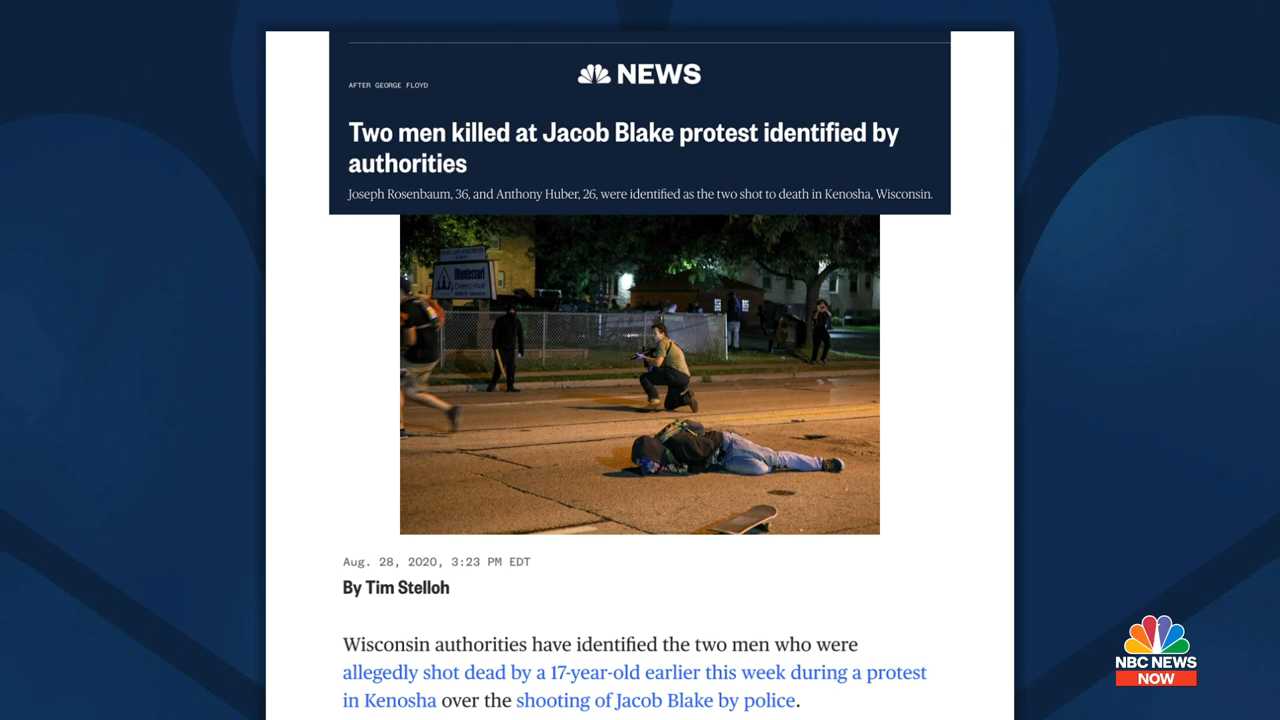 NEWS
AFTER GEORGE FLOYD
Two men killed at Jacob Blake protest identified by
authorities
Joseph Rosenbaum, 36, and Anthony Huber, 26, were identified as the two shot to death in Kenosha, Wisconsin.
Montessori
Aug. 28, 2020, 3:23 PM EDT
By Tim Stelloh
Wisconsin authorities have identified the two men who were
allegedly shot dead by a 17-year-old earlier this week during a protest
in Kenosha over the shooting of Jacob Blake by police.
NBC NEWS
NOW